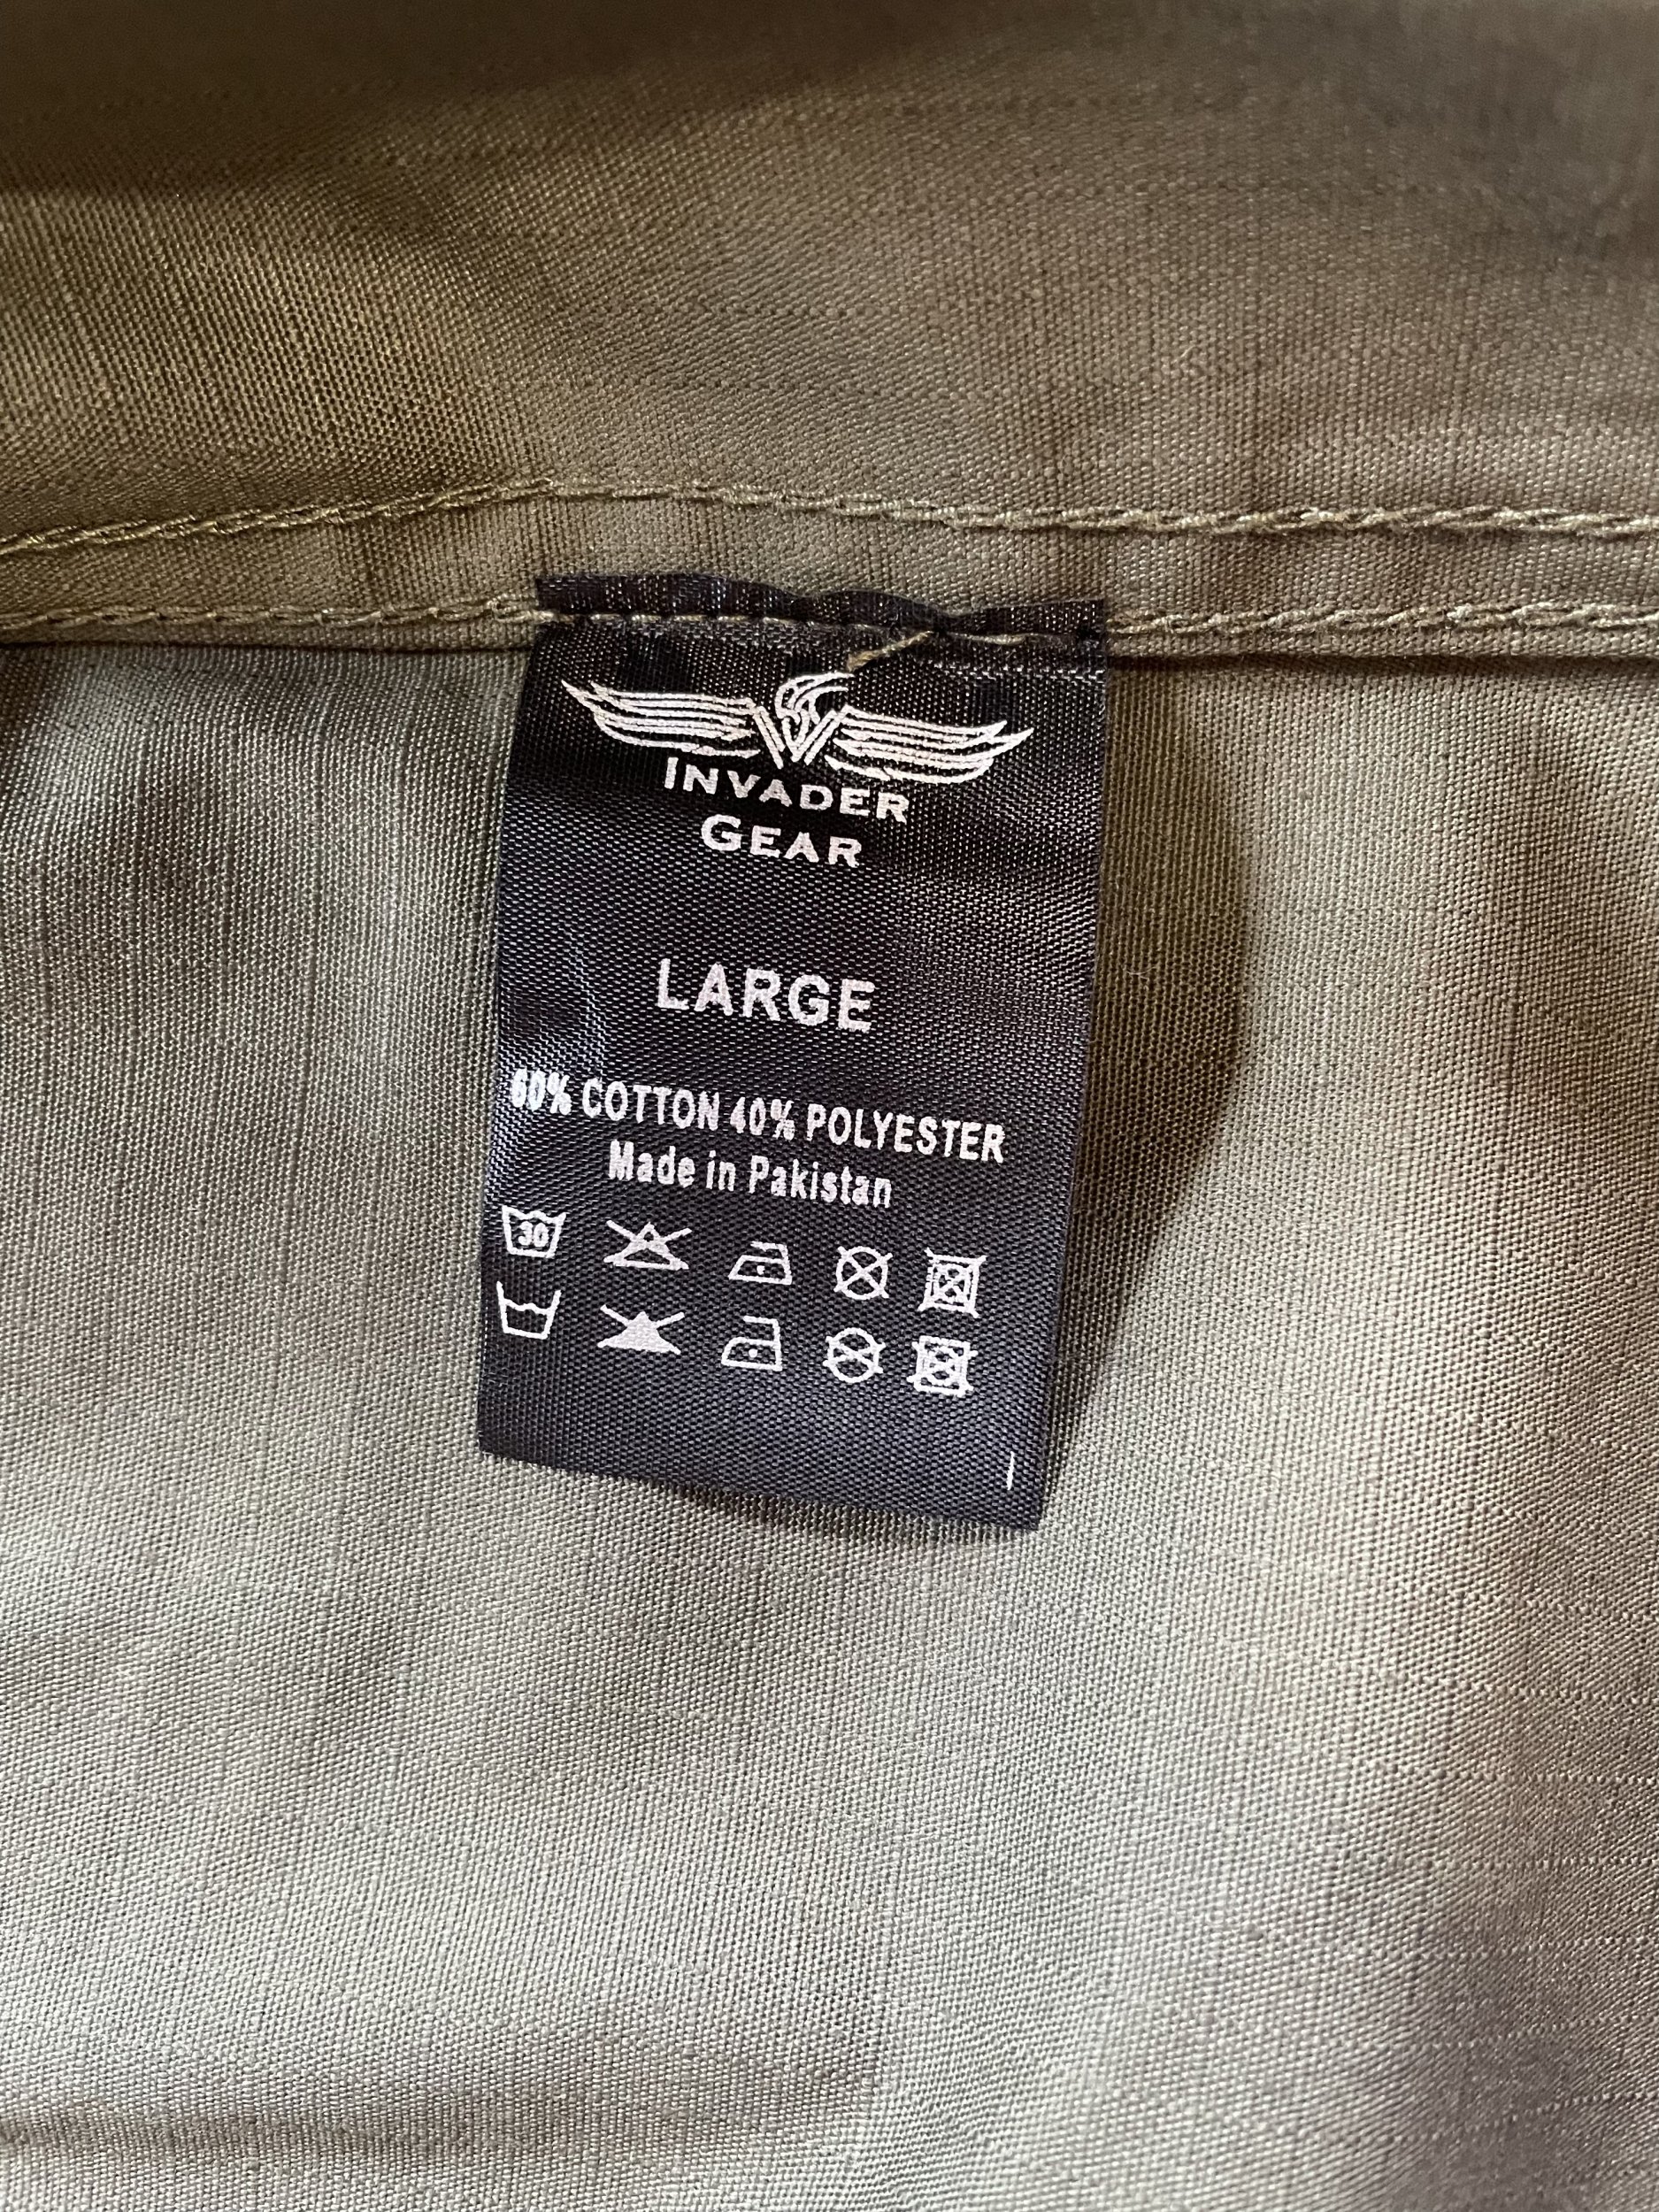 INVADER
GEAR
LARGE
60% COTTON 40% POLYESTER
Made in Pakistan
30